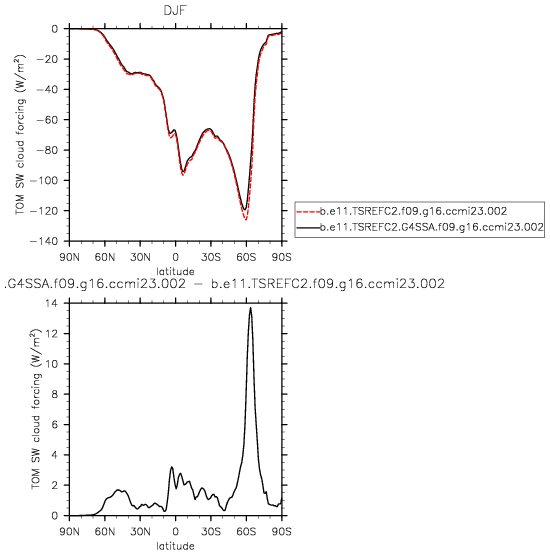 DJF
TOM SW cloud forcing (W/m²)
0
−20
−40
−60
−80
−100
−120
−140
90N 60N 30N 0 30S 60S 90S
latitude
b.e11.TSREFC2.f09.g16.ccmi23.002
b.e11.TSREFC2.G4SSA.f09.g16.ccmi23.002
.G4SSA.f09.g16.ccmi23.002 − b.e11.TSREFC2.f09.g16.ccmi23.002
TOM SW cloud forcing (W/m²)
14
12
10
8
6
4
2
0
90N 60N 30N 0 30S 60S 90S
latitude